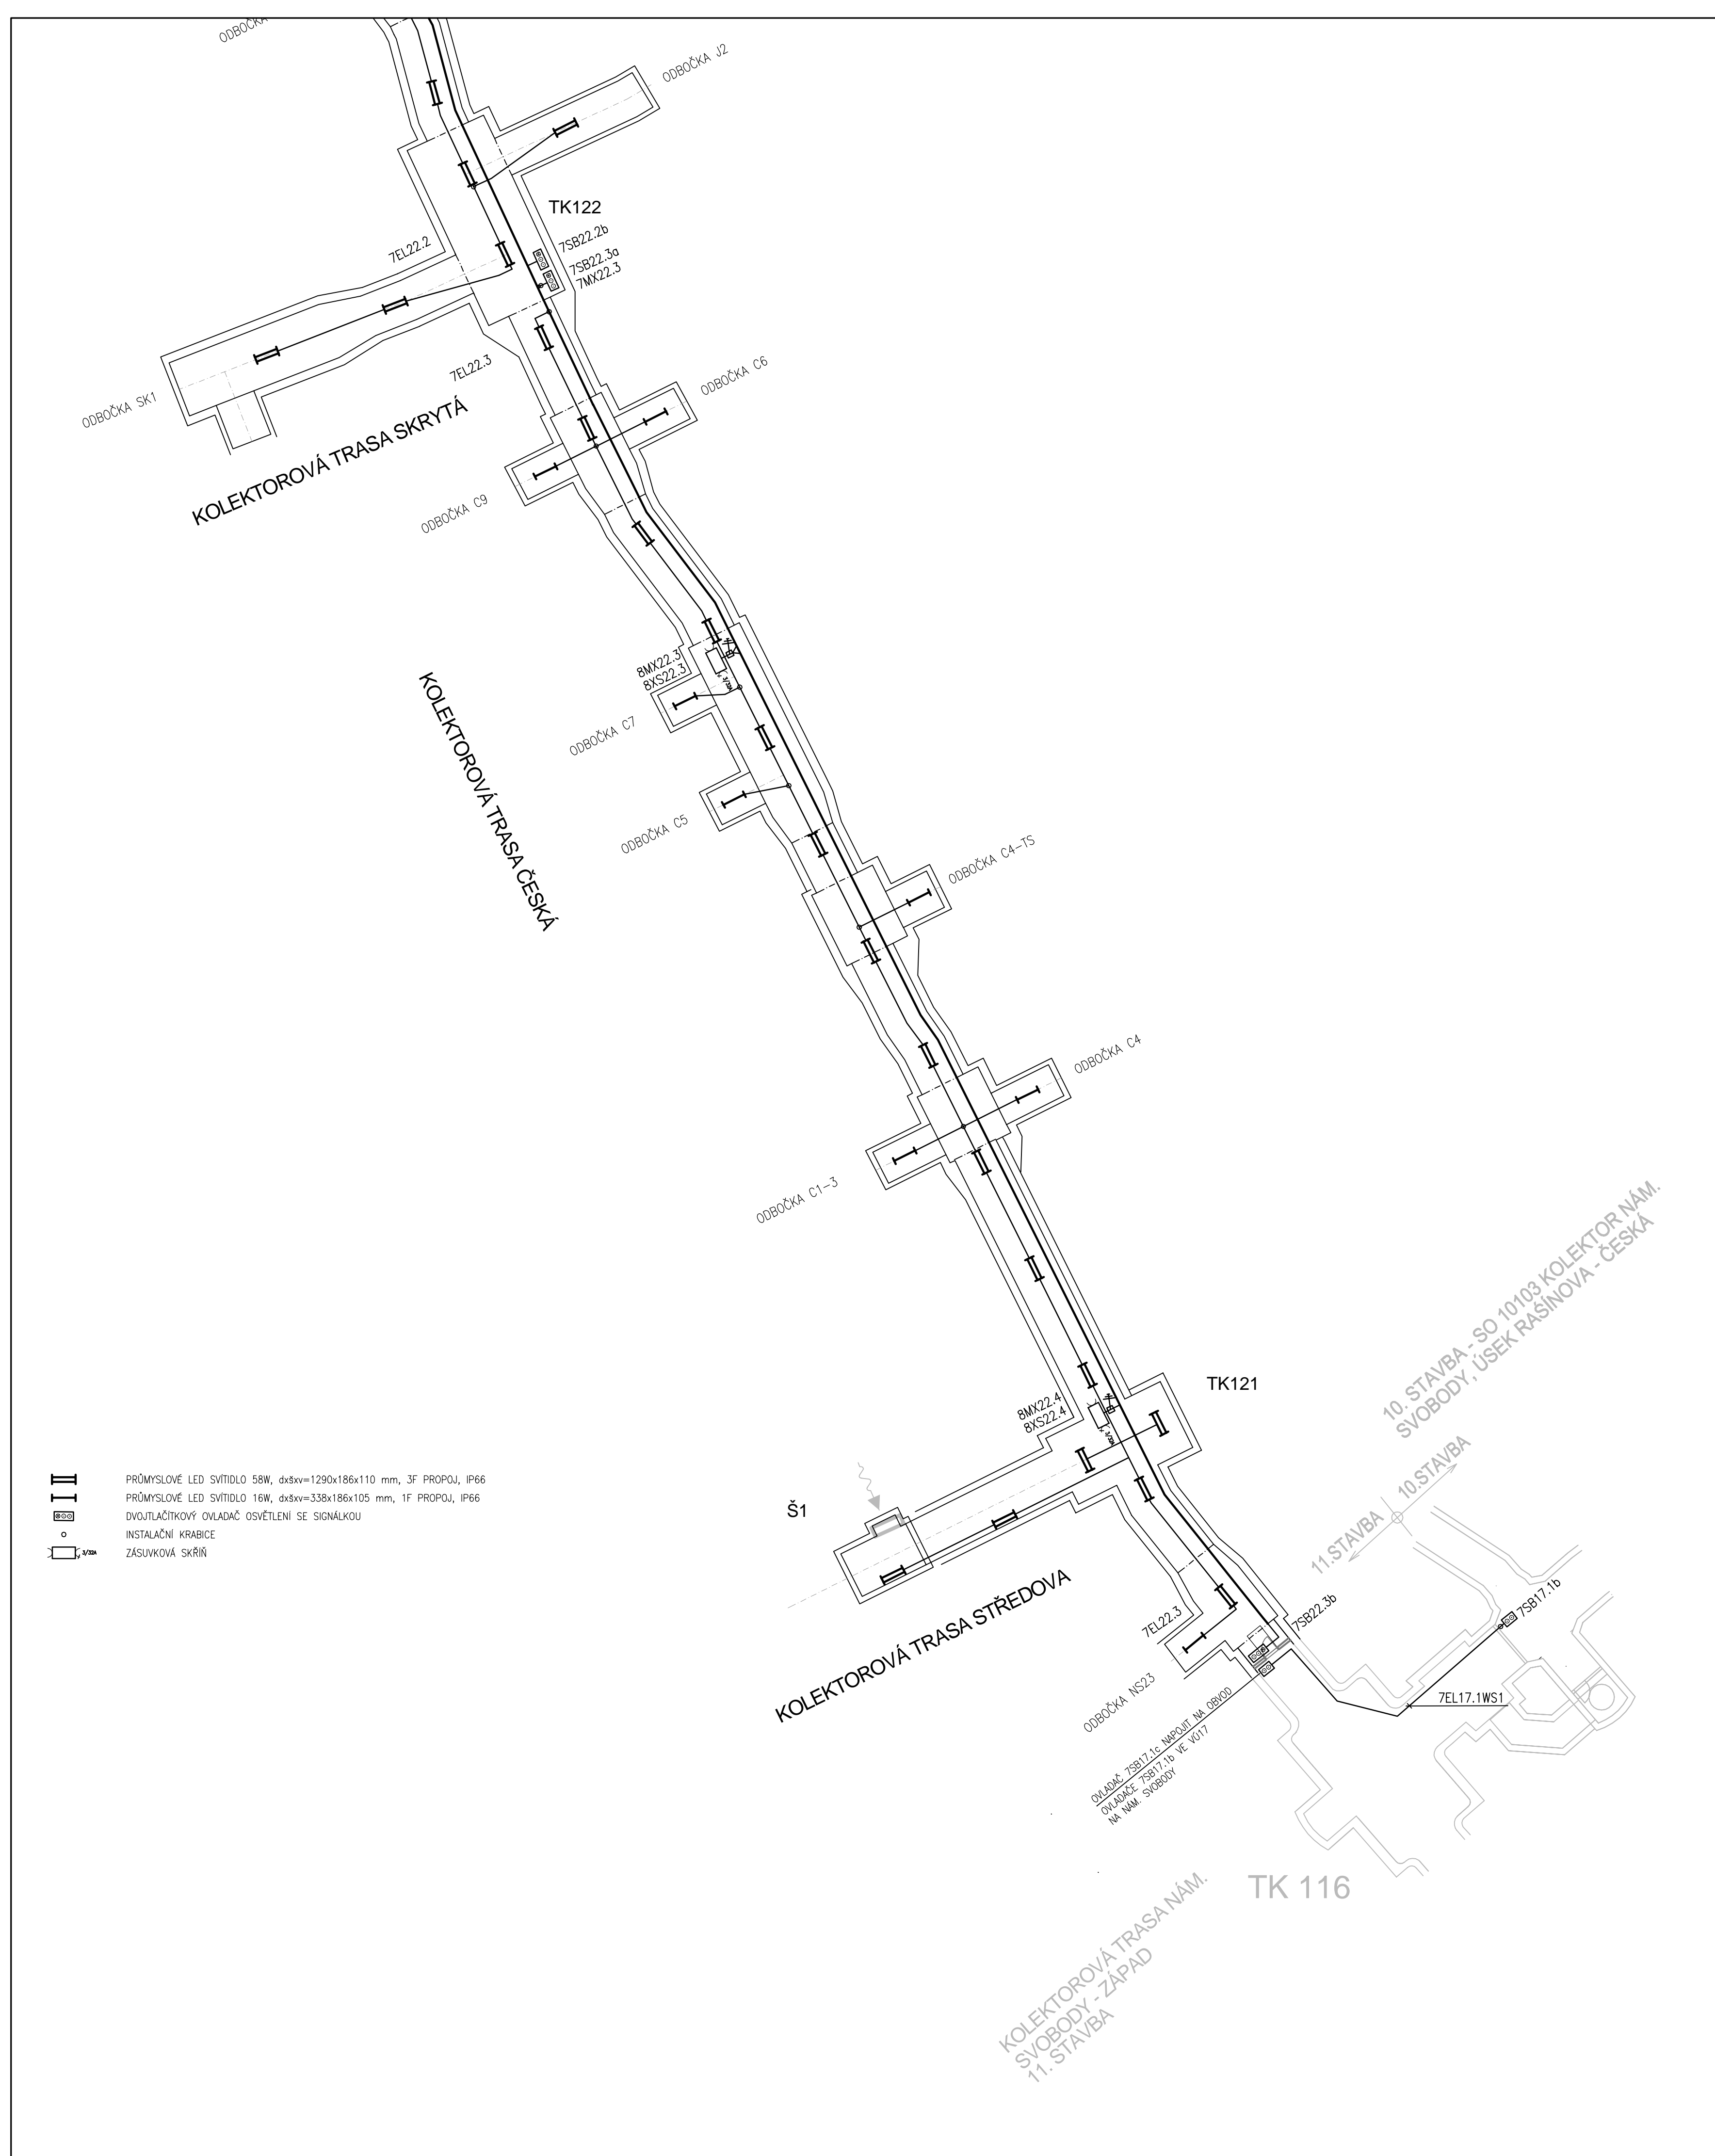 ODBOČKA
ODBOČKA J2
TK122
7EL22.2
7SB22.2b
7SB22.3a
7MX22.3
7EL22.3
ODBOČKA SK1
KOLEKTOROVÁ TRASA SKRYTÁ
ODBOČKA C6
ODBOČKA C9
8MX22.3
8XS22.3
KOLEKTOROVÁ TRASA ČESKÁ
ODBOČKA C7
ODBOČKA C5
ODBOČKA C4-TS
ODBOČKA C4
ODBOČKA C1-3
10. STAVBA - SO 10103 KOLEKTOR NÁM.
SVOBODY, ÚSEK RAŠÍNOVA - ČESKÁ
TK121
8MX22.4
8XS22.4
10.STAVBA
11.STAVBA
PRŮMYSLOVÉ LED SVÍTIDLO 58W, dxšxv=1290x186x110 mm, 3F PROPOJ, IP66
PRŮMYSLOVÉ LED SVÍTIDLO 16W, dxšxv=338x186x105 mm, 1F PROPOJ, IP66
DVOJTLAČÍTKOVÝ OVLADAČ OSVĚTLENÍ SE SIGNÁLKOU
INSTALAČNÍ KRABICE
3/32A
ZÁSUVKOVÁ SKŘÍŇ
Š1
KOLEKTOROVÁ TRASA STŘEDOVA
7EL22.3
7SB22.3b
7SB17.1b
7EL17.1WS1
ODBOČKA NS23
OVLADAČ 7SB17.1c NAPOJIT NA OBVOD
OVLADAČE 7SB17.1b VE VÚ17
NA NÁM. SVOBODY
TK 116
KOLEKTOROVÁ TRASA NÁM.
SVOBODY - ZÁPAD
11. STAVBA